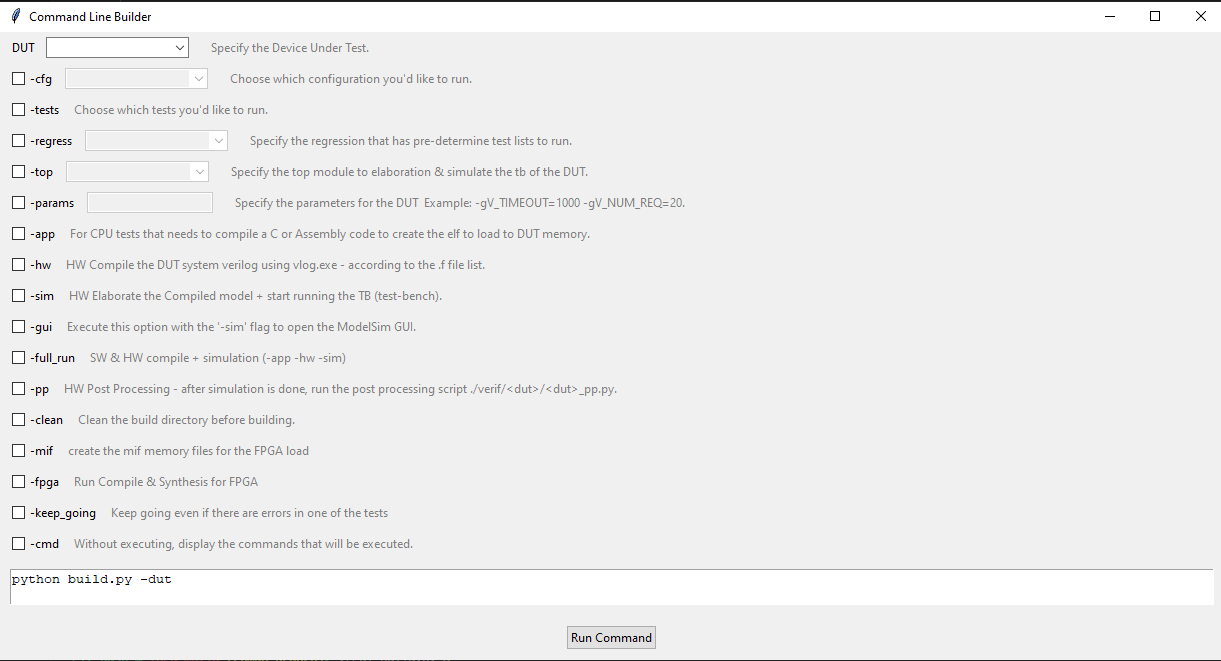 Command Line Builder
DUT Specify the Device Under Test.
-cfg Choose which configuration you'd like to run.
-tests Choose which tests you'd like to run.
-regress Specify the regression that has pre-determine test lists to run.
-top Specify the top module to elaboration & simulate the tb of the DUT.
-params Specify the parameters for the DUT Example: -gV_TIMEOUT=1000 -gV_NUM_REQ=20.
-app For CPU tests that needs to compile a C or Assembly code to create the elf to load to DUT memory.
-hw HW Compile the DUT system verilog using vlog.exe - according to the .f file list.
-sim HW Elaborate the Compiled model + start running the TB (test-bench).
-gui Execute this option with the '-sim' flag to open the ModelSim GUI.
-full_run SW & HW compile + simulation (-app -hw -sim)
-pp HW Post Processing - after simulation is done, run the post processing script ./verif/<dut>/<dut>_pp.py.
-clean Clean the build directory before building.
-mif create the mif memory files for the FPGA load
-fpga Run Compile & Synthesis for FPGA
-keep_going Keep going even if there are errors in one of the tests
-cmd Without executing, display the commands that will be executed.
python build.py -dut
Run Command